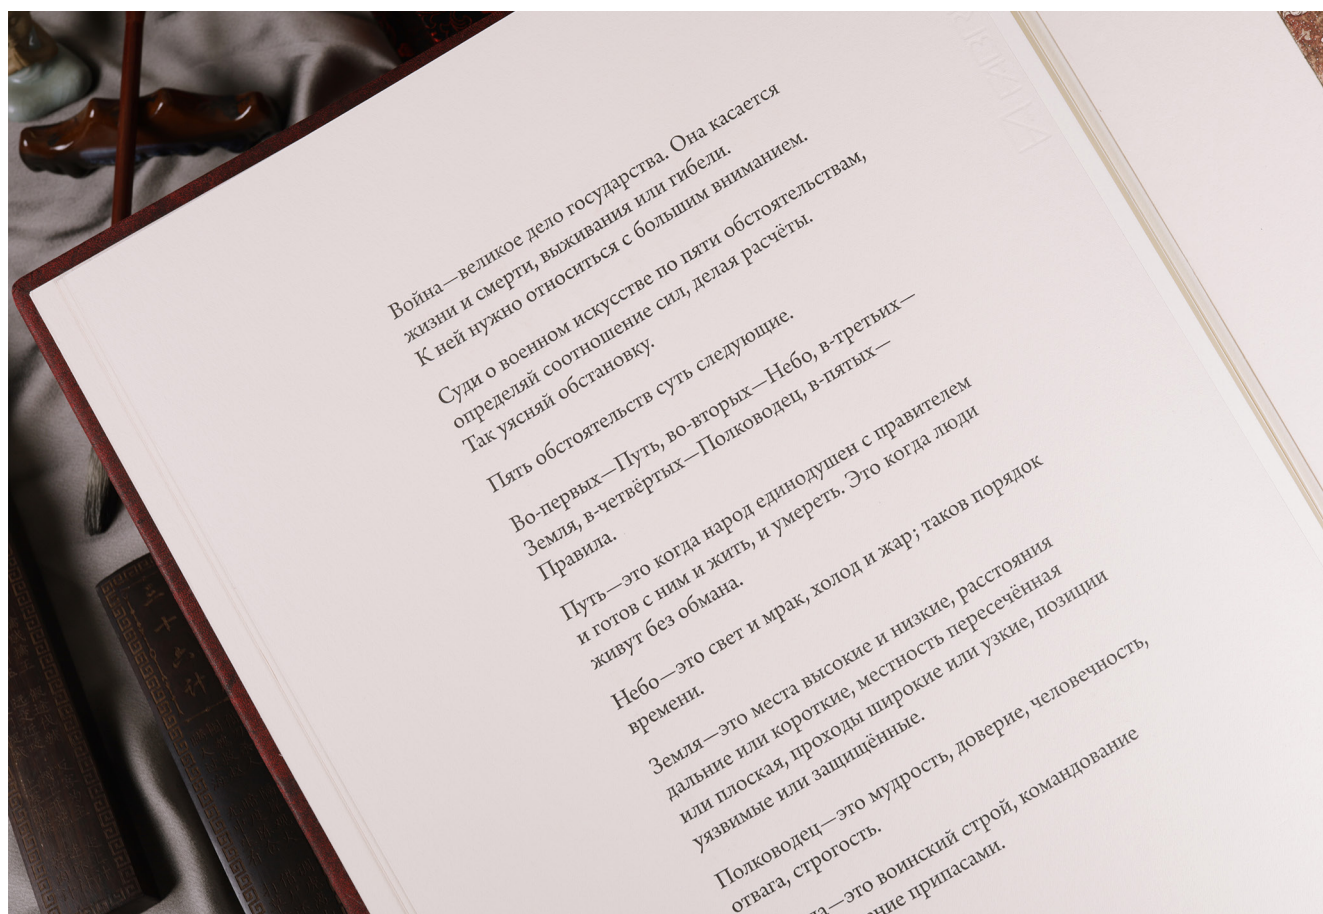 Война—великое дело государства. Она касается
жизни и смерти, выживания или гибели.
К ней нужно относиться с большим вниманием.
Суди о военном искусстве по пяти обстоятельствам,
определяй соотношение сил, делая расчёты.
Так уясняй обстановку.
Пять обстоятельств суть следующие.
Во-первых—Путь, во-вторых—Небо, в-третьих—
Земля, в-четвёртых—Полководец, в-пятых—
Правила.
Путь—это когда народ единодушен с правителем
и готов с ним и жить, и умереть. Это когда люди
живут без обмана.
Небо—это свет и мрак, холод и жар; таков порядок
времени.
Земля—это места высокие и низкие, расстояния
дальние или короткие, местность пересечённая
или плоская, проходы широкие или узкие, позиции
уязвимые или защищённые.
Полководец—это мудрость, доверие, человечность,
отвага, строгость.
—это воинский строй, командование
припасами.
三十六计